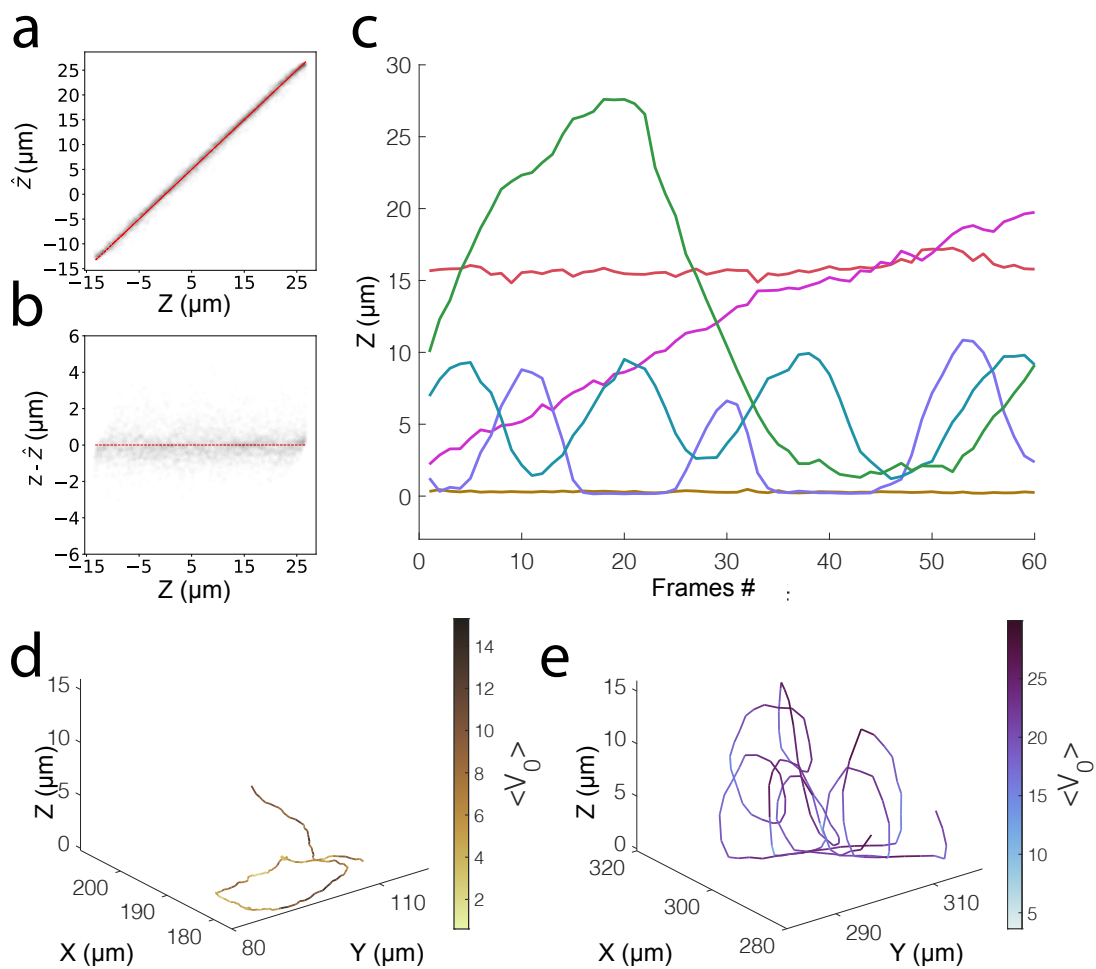 a
25
20
15
10
5
0
−5
−10
−15
ẑ (µm)
−15 −5 5 15 25
Z (µm)
b
6
4
2
0
−2
−4
−6
z - ẑ (µm)
−15 −5 5 15 25
Z (µm)
c
30
25
20
15
10
5
0
Z (µm)
0 10 20 30 40 50 60
Frames #
d
15
10
5
0
Z (µm)
200
190
180
X (µm)
80
110
Y (µm)
14
12
10
8
6
4
2
<V_0>
e
15
10
5
0
Z (µm)
320
300
280
X (µm)
290
310
Y (µm)
25
20
15
10
5
<V_0>